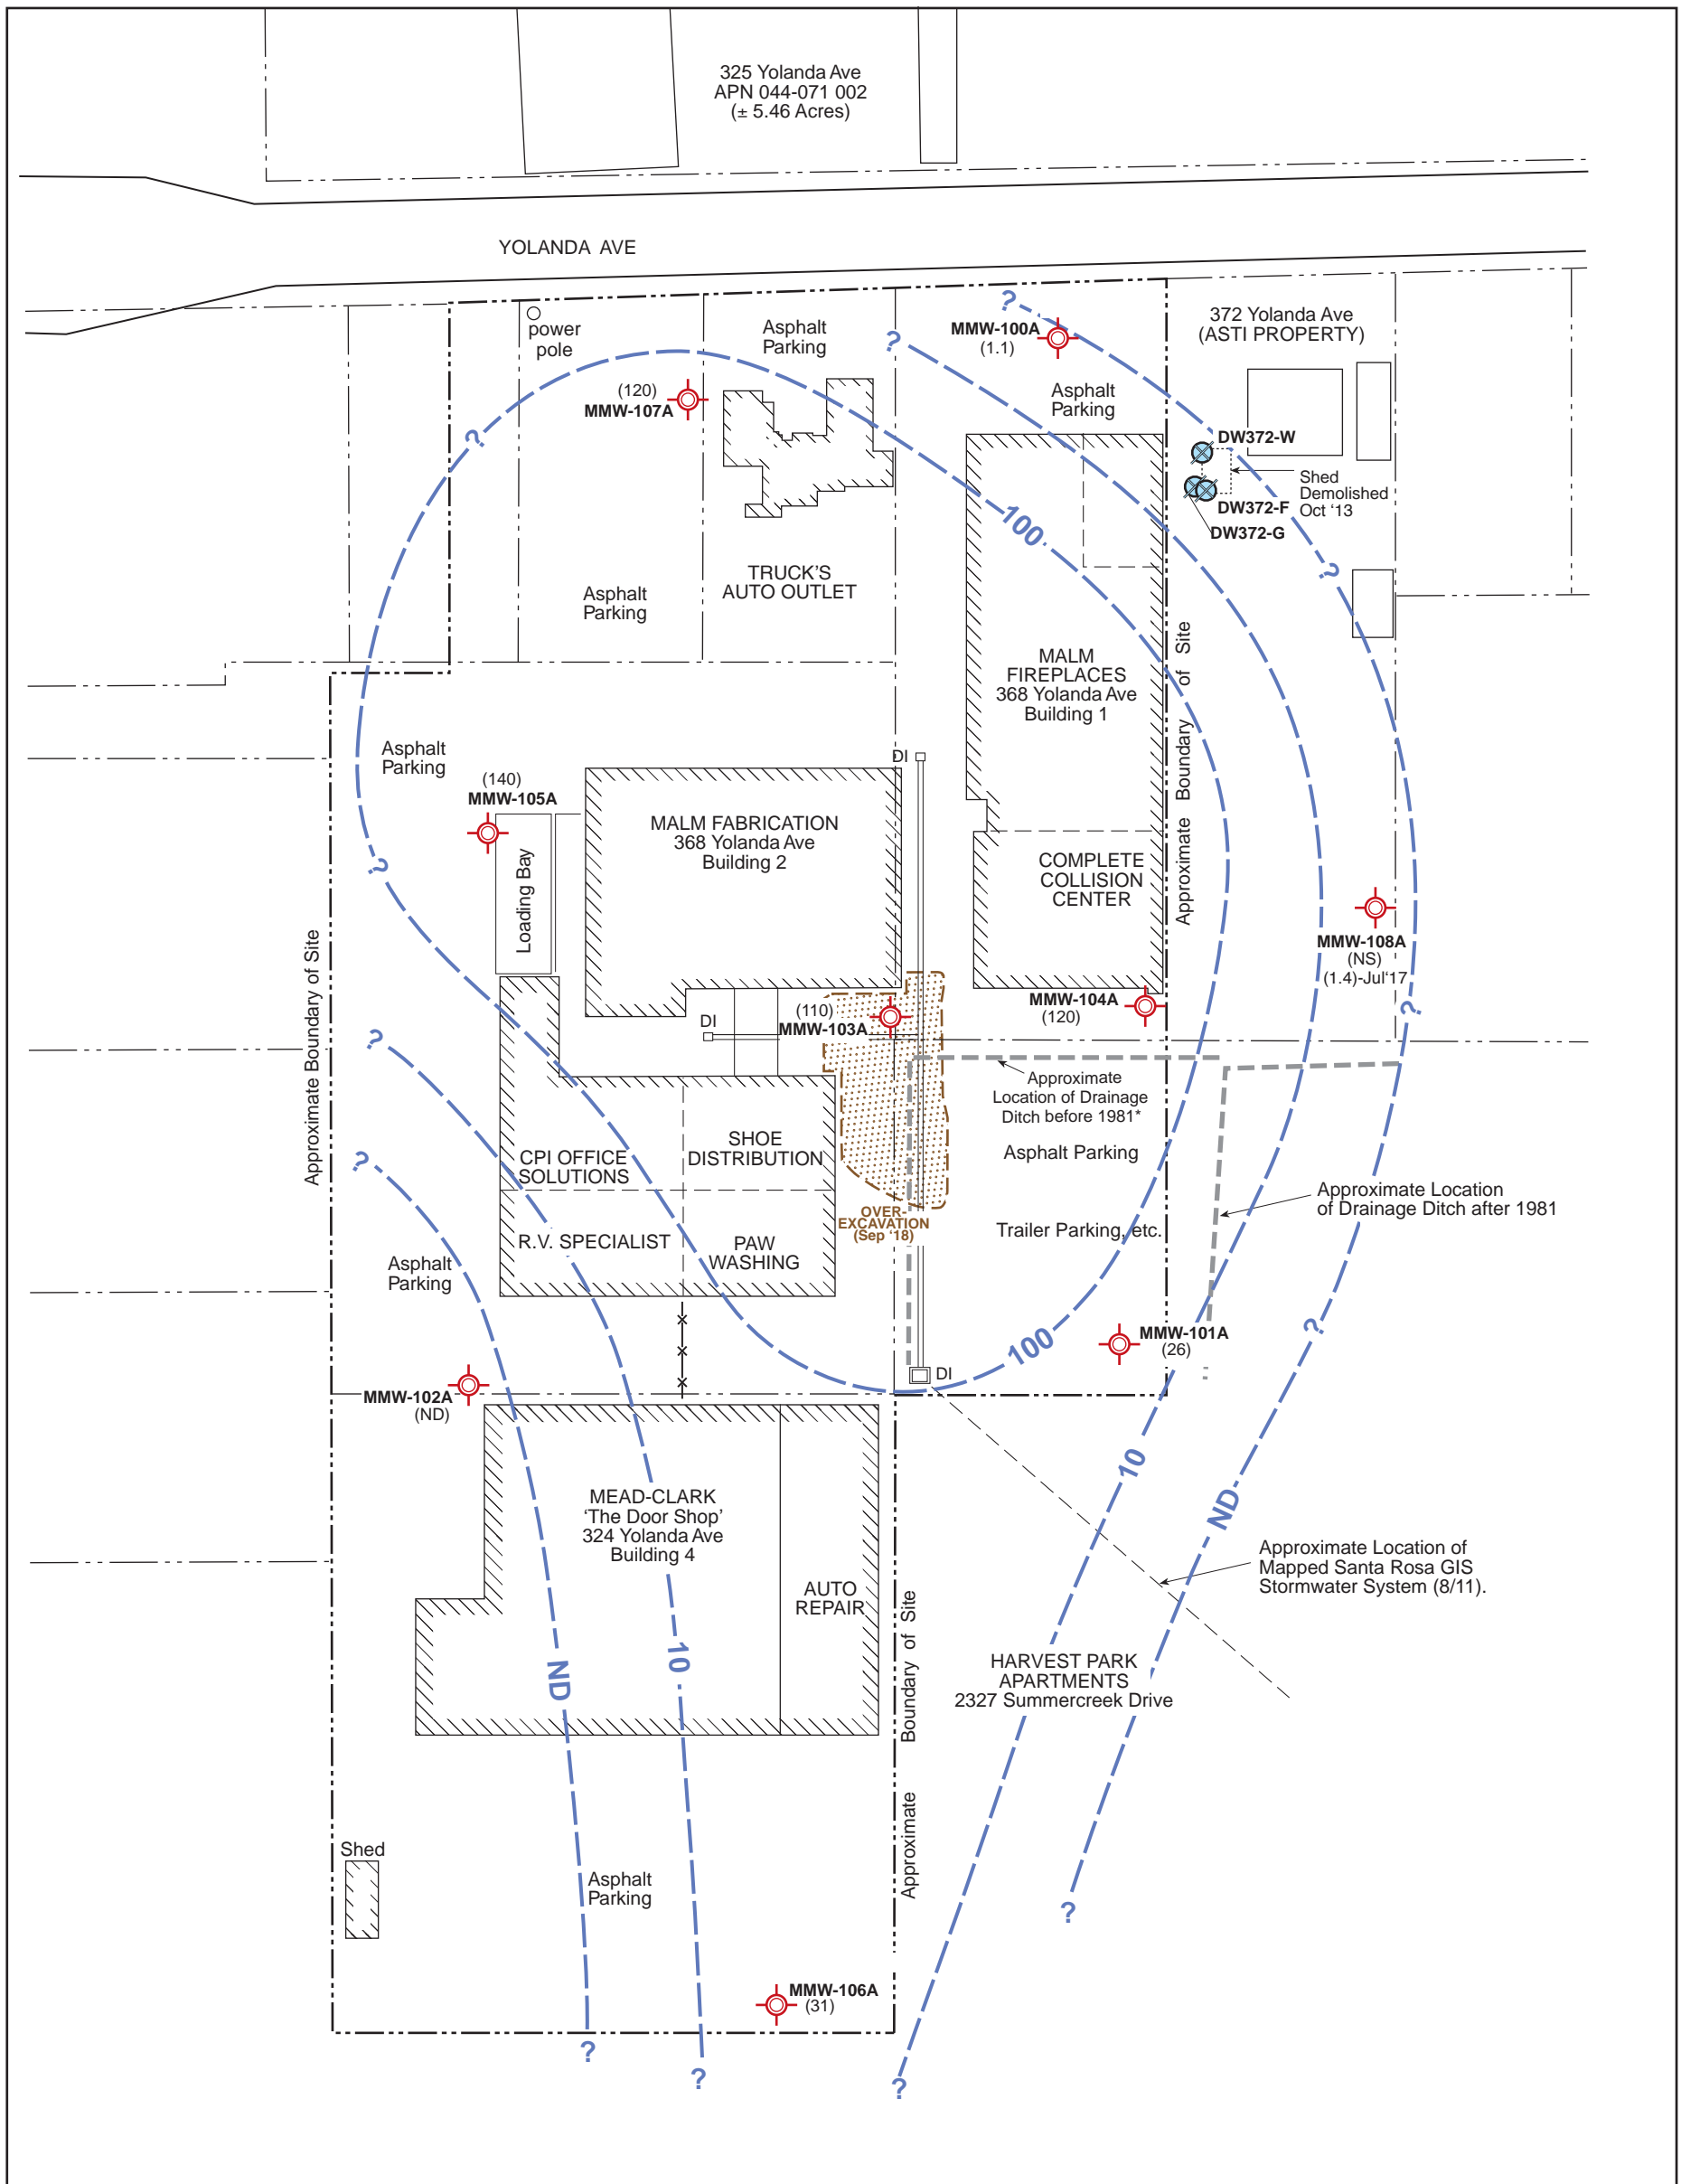 325 Yolanda Ave
APN 044-071 002
(± 5.46 Acres)
YOLANDA AVE
power
pole
Asphalt
Parking
MMW-100A
(1.1)
372 Yolanda Ave
(ASTI PROPERTY)
?
?
(120)
MMW-107A
Asphalt
Parking
?
DW372-W
Shed
Demolished
Oct ‘13
DW372-F
DW372-G
100
?
TRUCK'S
AUTO OUTLET
Asphalt
Parking
MALM
FIREPLACES
368 Yolanda Ave
Building 1
Approximate Boundary of Site
Asphalt
Parking
DI
(140)
MMW-105A
MALM FABRICATION
368 Yolanda Ave
Building 2
Loading Bay
?
COMPLETE
COLLISION
CENTER
MMW-108A
(NS)
(1.4)-Jul‘17
?
Approximate Boundary of Site
MMW-104A
(120)
(110)
MMW-103A
DI
?
Approximate
Location of Drainage
Ditch before 1981*
SHOE
DISTRIBUTION
CPI OFFICE
SOLUTIONS
Asphalt Parking
?
Approximate Location
of Drainage Ditch after 1981
OVER-
EXCAVATION
(Sep ‘18)
Trailer Parking, etc.
R.V. SPECIALIST
PAW
WASHING
Asphalt
Parking
?
100
MMW-101A
(26)
DI
MMW-102A
(ND)
10
ND
MEAD-CLARK
‘The Door Shop’
324 Yolanda Ave
Building 4
Approximate Location of
Mapped Santa Rosa GIS
Stormwater System (8/11).
AUTO
REPAIR
Approximate Boundary of Site
HARVEST PARK
APARTMENTS
2327 Summercreek Drive
ND
10
Shed
Asphalt
Parking
?
MMW-106A
(31)
?
?
?